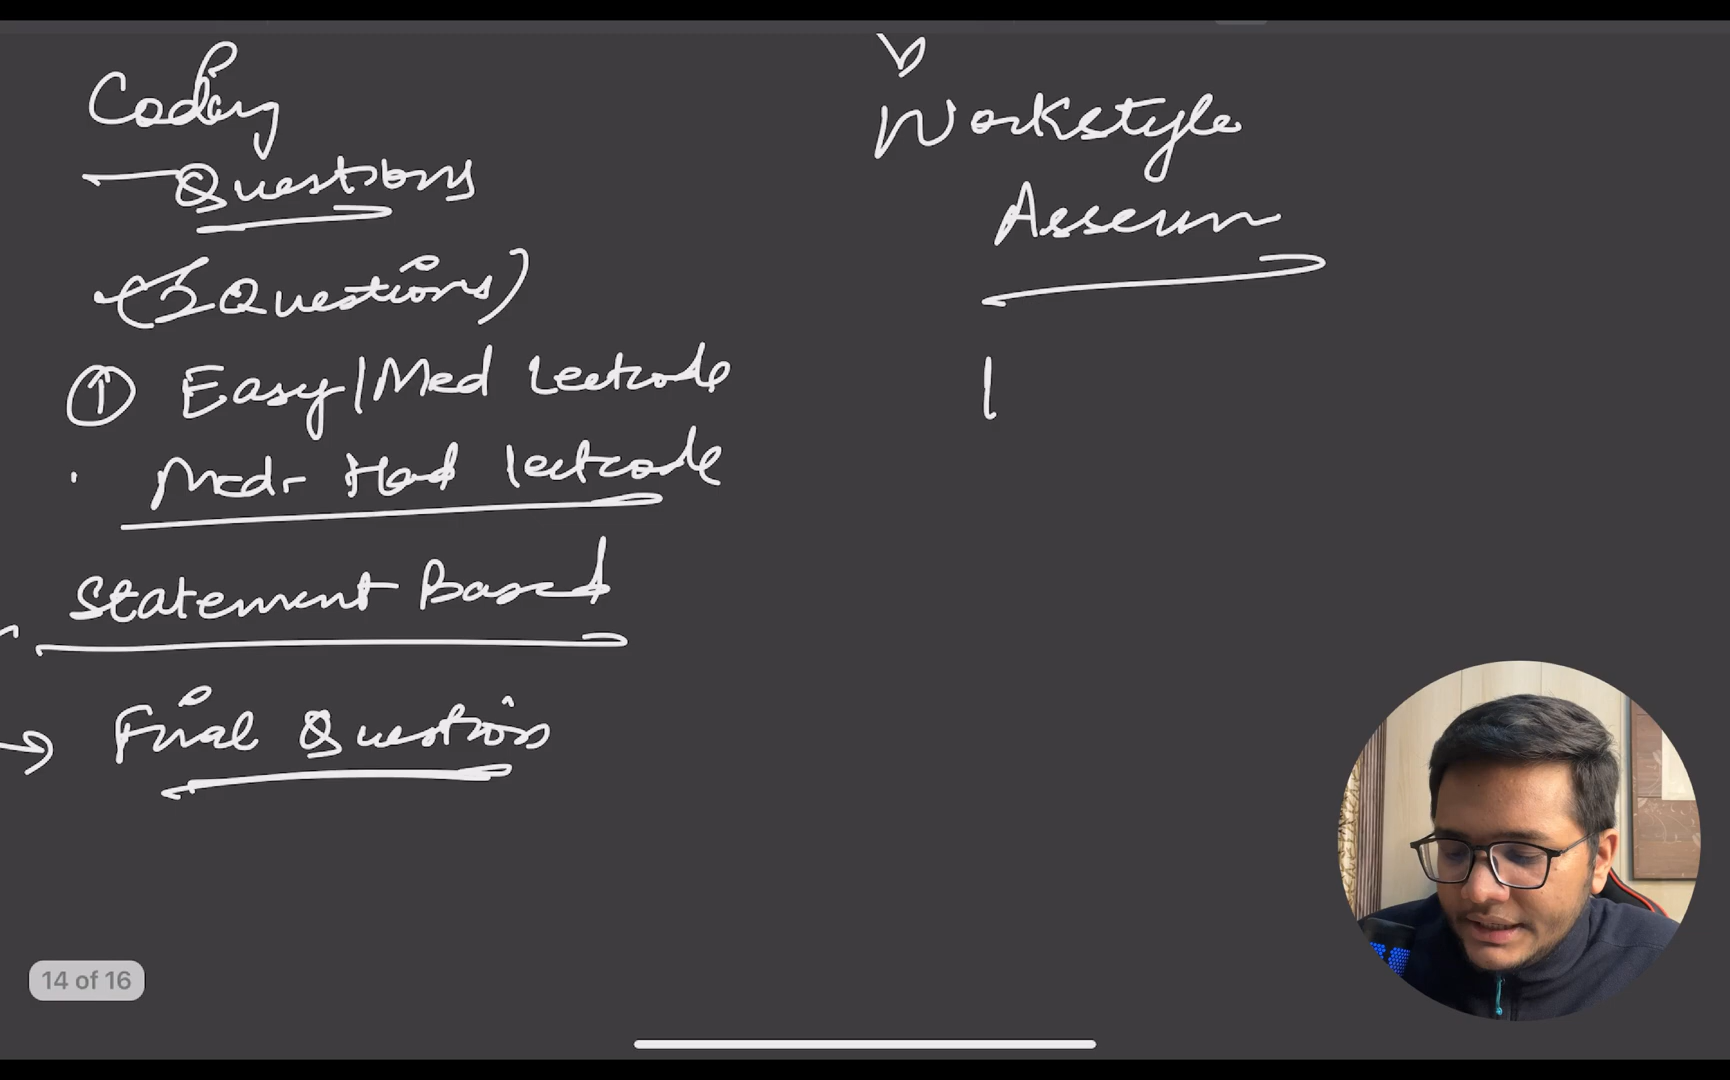 Coding
Questions
(2 Questions)
① Easy/Med Leetcode
Med- Hard leetcode
Statement Based
Final Questions
Workstyle
Assessm
14 of 16